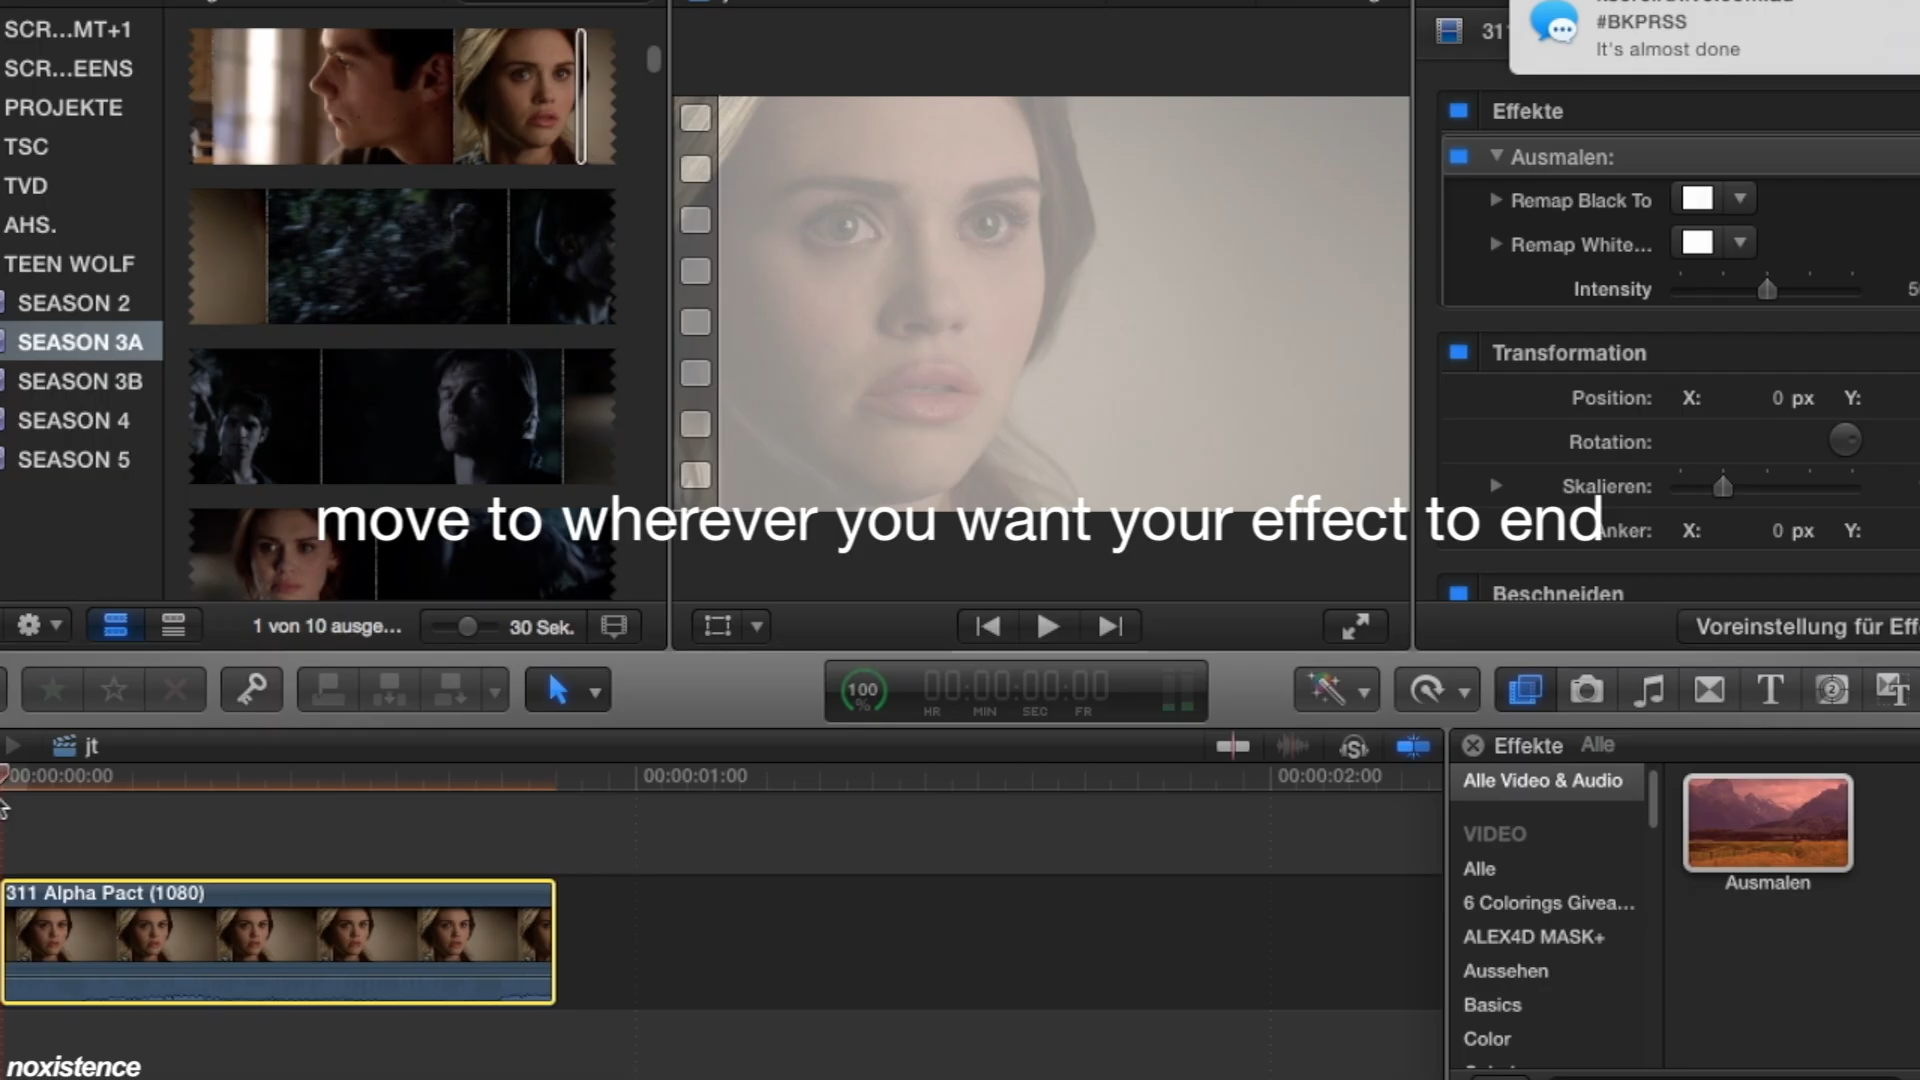 SCR...MT+1
SCR...EENS
PROJEKTE
TSC
TVD
AHS.
TEEN WOLF
SEASON 2
SEASON 3A
SEASON 3B
SEASON 4
SEASON 5
#BKPRSS
It's almost done
Effekte
Ausmalen:
Remap Black To
Remap White...
Intensity
Transformation
Position: X: 0 px Y:
Rotation:
Skalieren:
Anker: X: 0 px Y:
Beschneiden
move to wherever you want your effect to end
1 von 10 ausge...
30 Sek.
Voreinstellung für Eff
100
%
00:00:00:00
HR MIN SEC FR
jt
00:00:00:00
00:00:01:00
00:00:02:00
311 Alpha Pact (1080)
Effekte Alle
Alle Video & Audio
VIDEO
Alle
6 Colorings Givea...
ALEX4D MASK+
Aussehen
Basics
Color
Ausmalen
noxistence